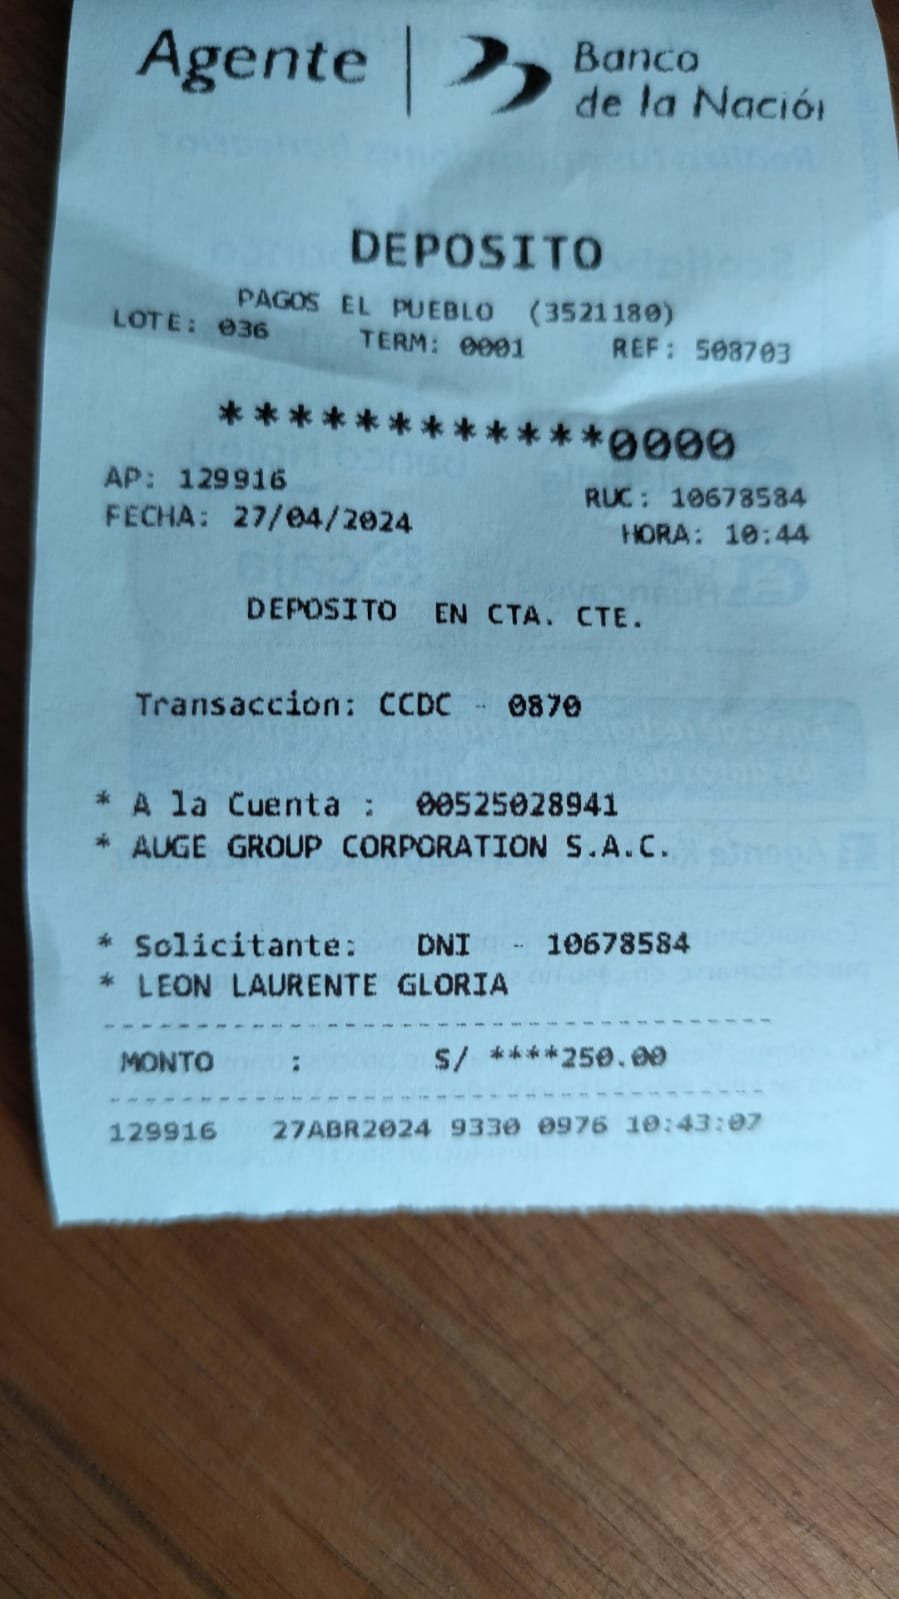 Agente | Banco
de la Nación
DEPOSITO
PAGOS EL PUEBLO (3521180)
LOTE: 036 TERM: 0001 REF: 508703
************0000
AP: 129916 RUC: 10678584
FECHA: 27/04/2024 HORA: 10:44
DEPOSITO EN CTA. CTE.
Transaccion: CCDC - 0870
* A la Cuenta : 00525028941
* AUGE GROUP CORPORATION S.A.C.
* Solicitante: DNI - 10678584
* LEON LAURENTE GLORIA
MONTO : S/ ****250.00
129916 27ABR2024 9330 0976 10:43:07